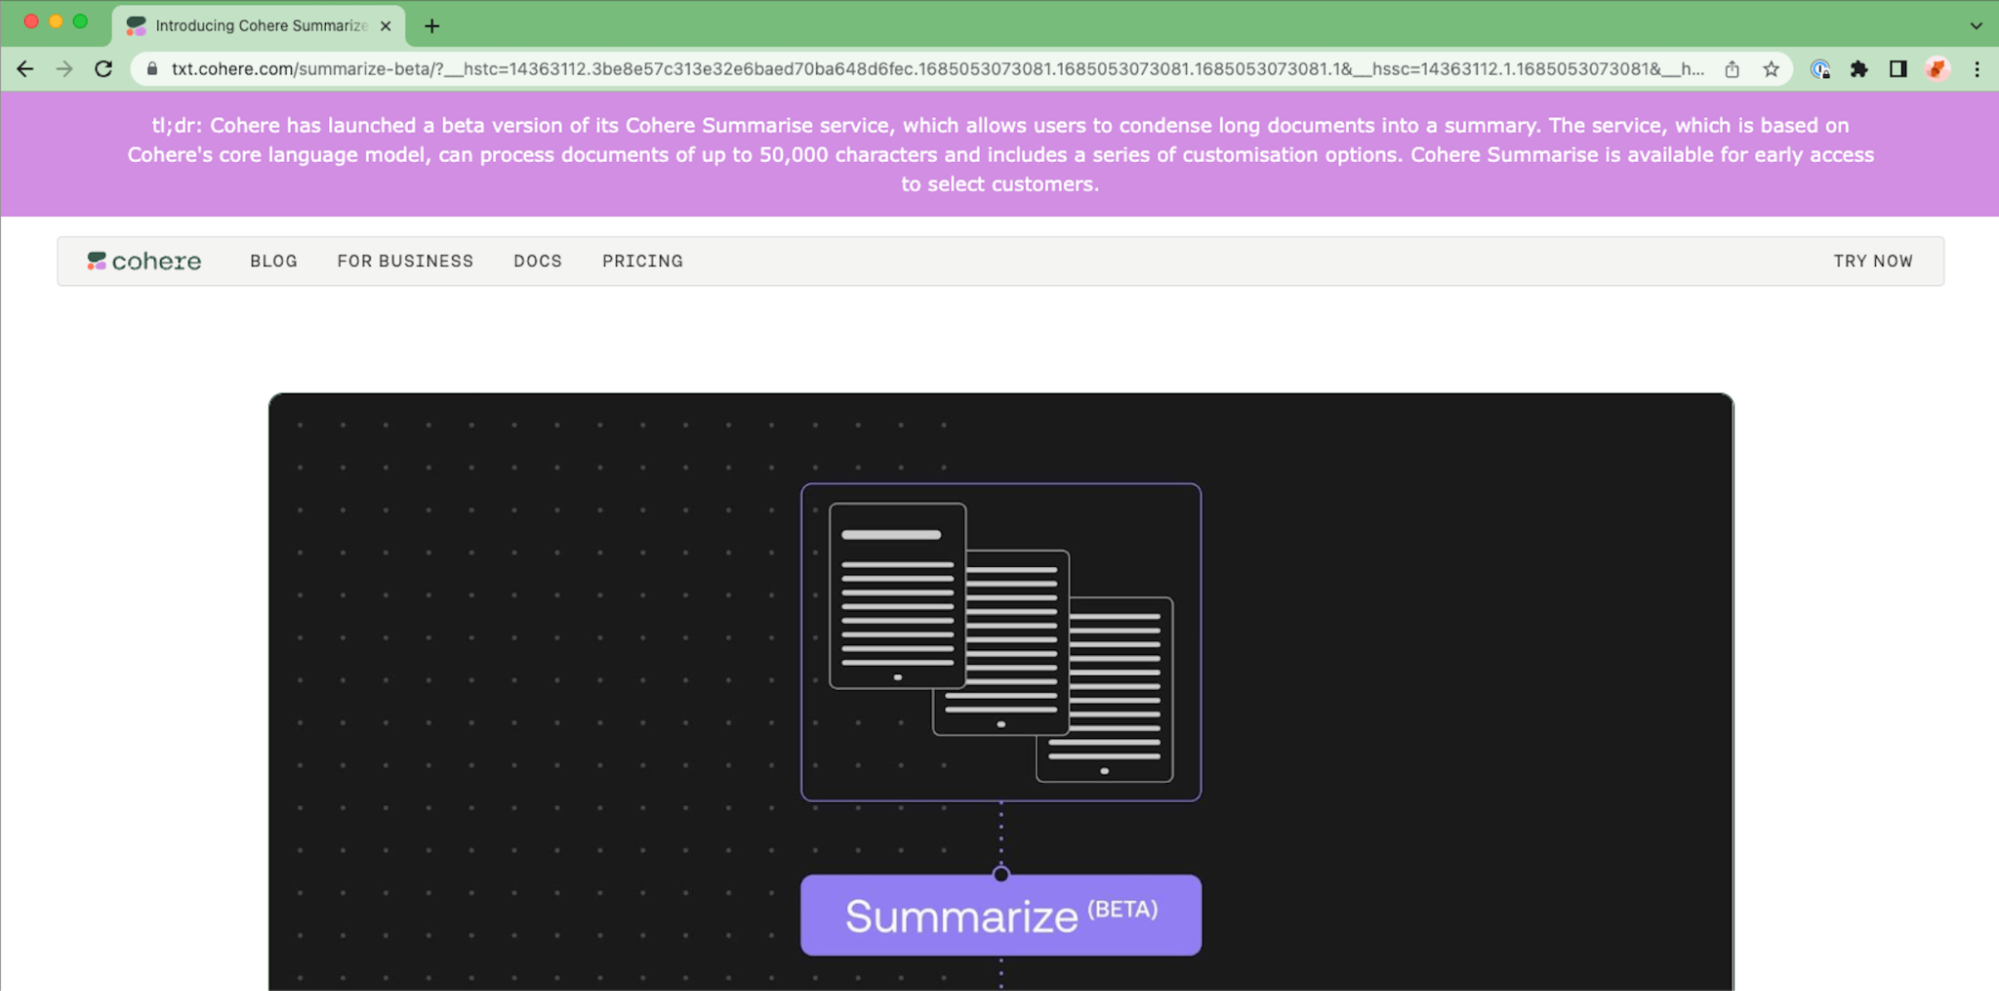 Introducing Cohere Summarize
txt.cohere.com/summarize-beta/?__hstc=14363112.3be8e57c313e32e6baed70ba648d6fec.1685053073081.1685053073081.1685053073081.1&__hssc=14363112.1.1685053073081&__h...
tl;dr: Cohere has launched a beta version of its Cohere Summarise service, which allows users to condense long documents into a summary. The service, which is based on
Cohere's core language model, can process documents of up to 50,000 characters and includes a series of customisation options. Cohere Summarise is available for early access
to select customers.
cohere BLOG FOR BUSINESS DOCS PRICING TRY NOW
Summarize (BETA)